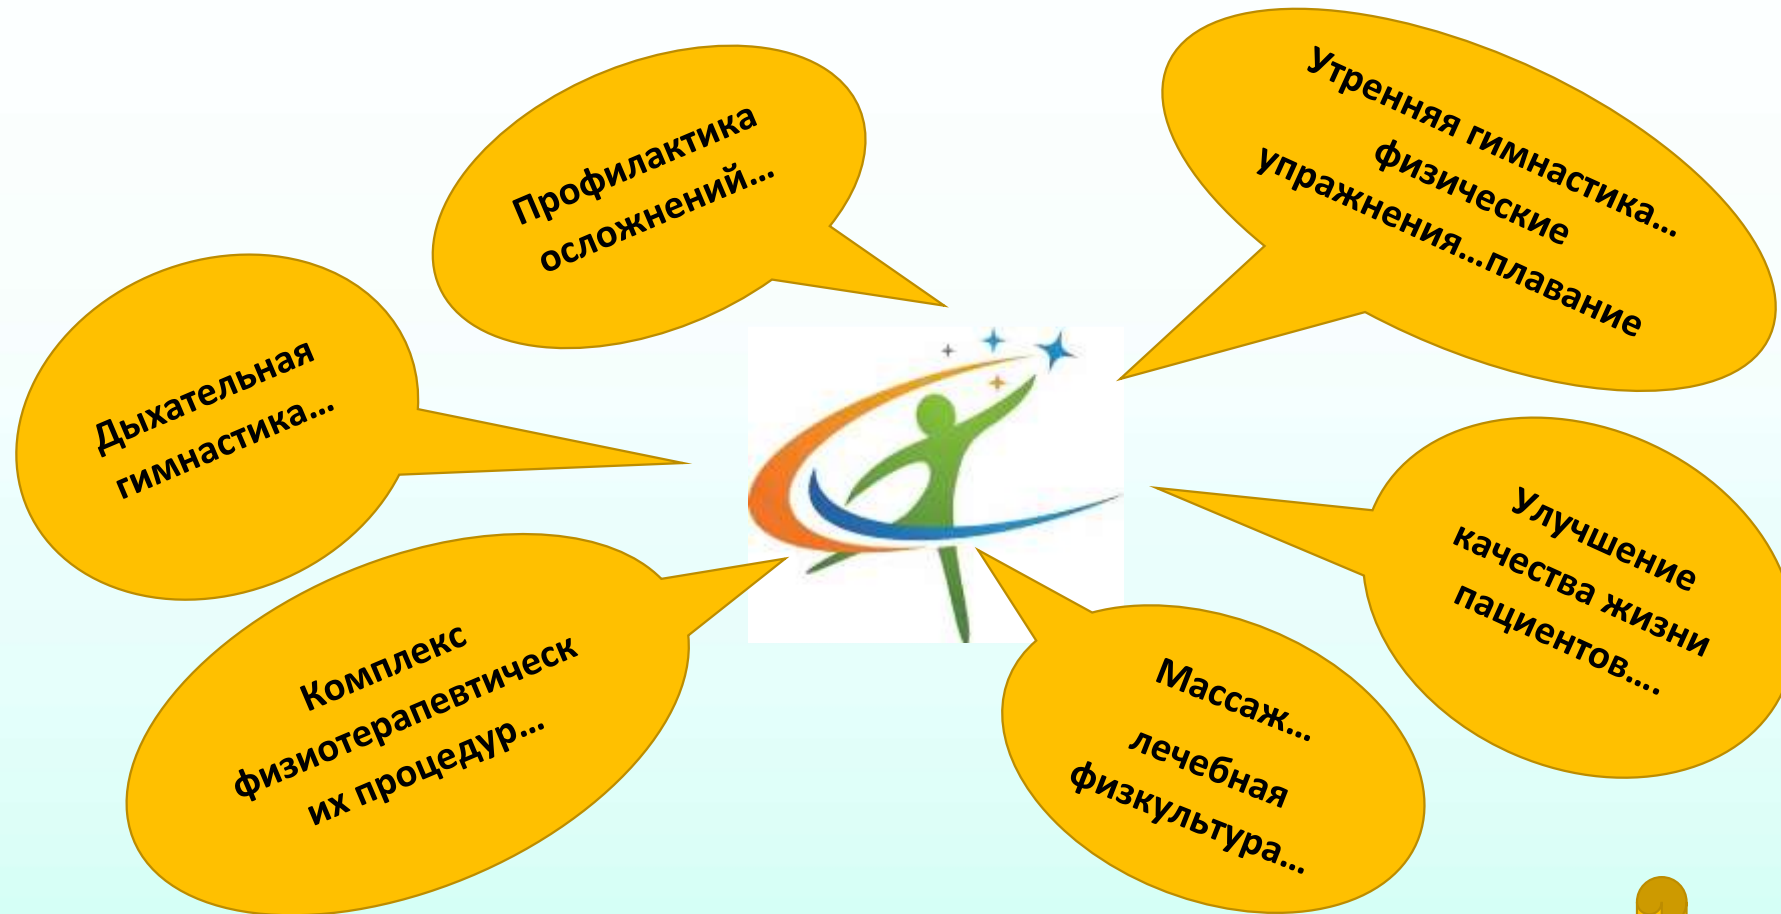 Профилактика
осложнений...
Утренняя гимнастика...
физические
упражнения...плавание
Дыхательная
гимнастика...
Улучшение
качества жизни
пациентов....
Комплекс
физиотерапевтическ
их процедур...
Массаж...
лечебная
физкультура...